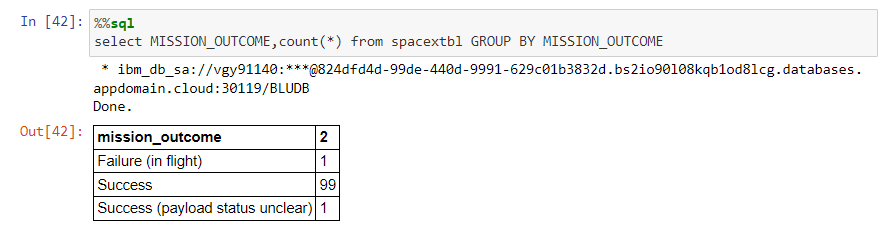 In [42]: %%sql
select MISSION_OUTCOME,count(*) from spacextbl GROUP BY MISSION_OUTCOME
* ibm_db_sa://vgy91140:***@824dfd4d-99de-440d-9991-629c01b3832d.bs2io90l08kqb1od8lcg.databases.
appdomain.cloud:30119/BLUDB
Done.
Out[42]: mission_outcome 2
Failure (in flight) 1
Success 99
Success (payload status unclear) 1